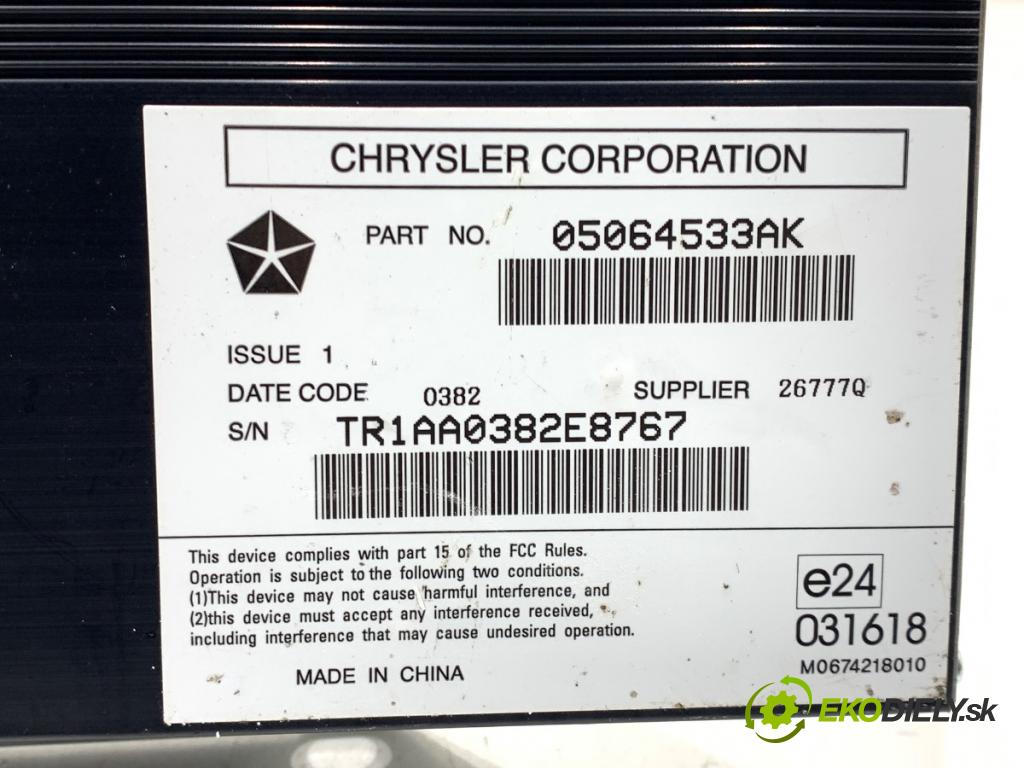 CHRYSLER CORPORATION
PART NO. 05064533AK
ISSUE 1
DATE CODE 0382 SUPPLIER 26777Q
S/N TR1AA0382E8767
This device complies with part 15 of the FCC Rules.
Operation is subject to the following two conditions.
(1)This device may not cause harmful interference, and
(2)this device must accept any interference received,
including interference that may cause undesired operation.
MADE IN CHINA
e24
031618
M0674218010
EKODIELY.sk